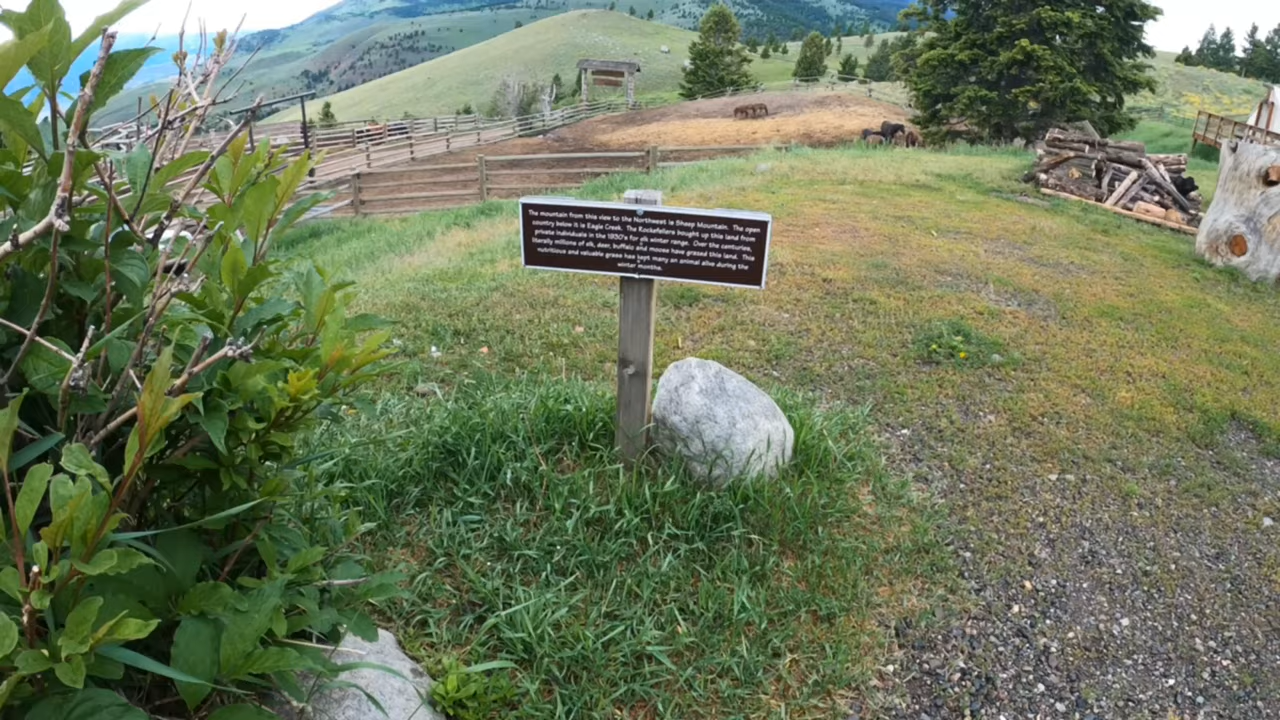 The mountain from this view to the Northwest is Sheep Mountain. The open
country below it is Eagle Creek. The Rockefellers bought up this land from
private individuals in the 1930's for elk winter range. Over the centuries,
literally millions of elk, deer, buffalo and moose have grazed this land. This
nutritious and valuable grass has kept many an animal alive during the
winter months.